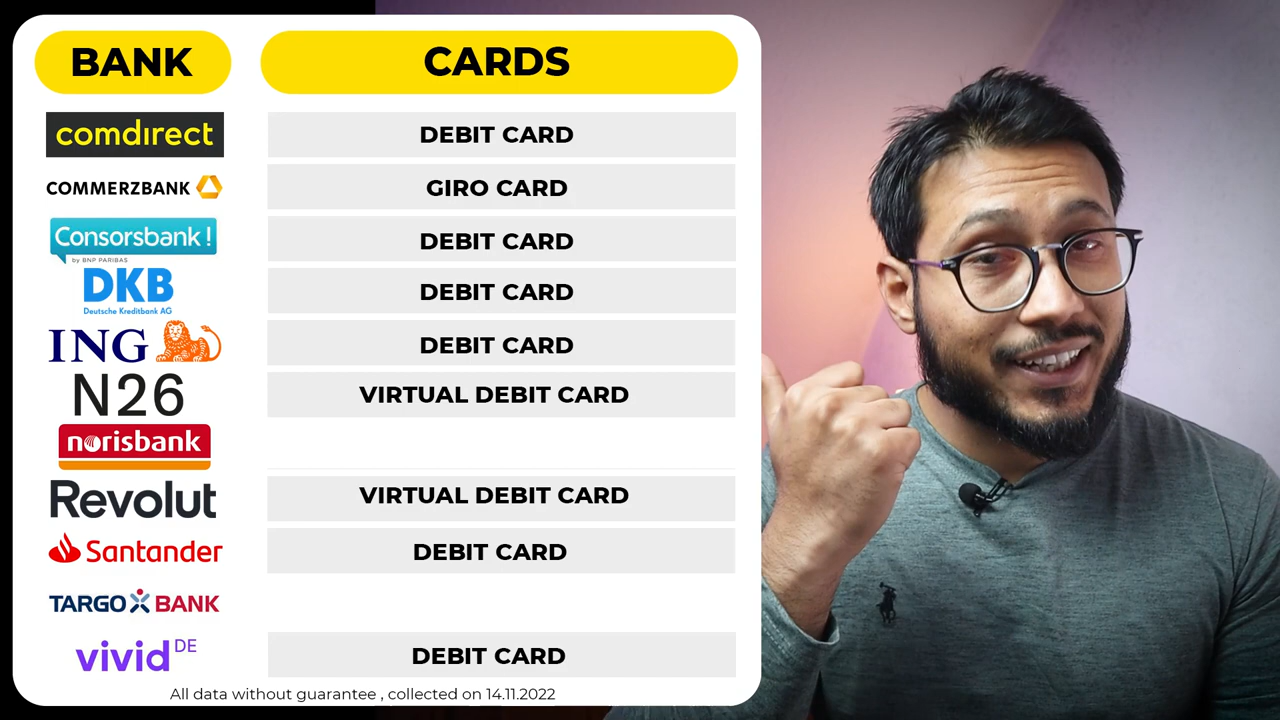 BANK CARDS
comdirect DEBIT CARD
COMMERZBANK GIRO CARD
Consorsbank! DEBIT CARD
by BNP PARIBAS
DKB DEBIT CARD
Deutsche Kreditbank AG
ING DEBIT CARD
N26 VIRTUAL DEBIT CARD
norisbank
Revolut VIRTUAL DEBIT CARD
Santander DEBIT CARD
TARGO BANK
vivid DE DEBIT CARD
All data without guarantee , collected on 14.11.2022